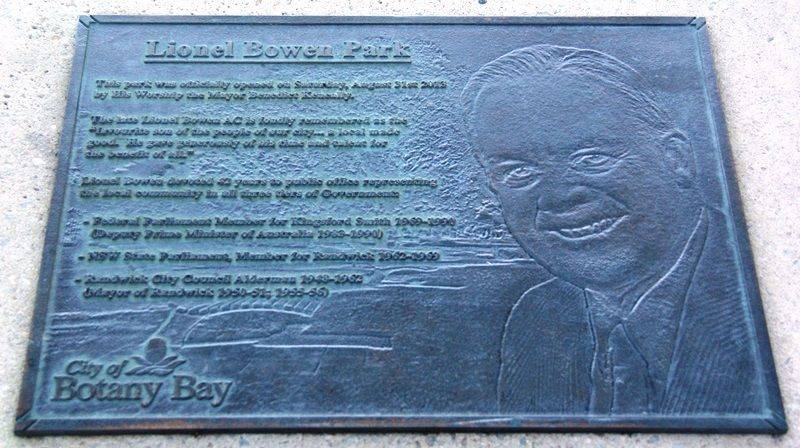 Lionel Bowen Park
This park was officially opened on Saturday, August 31st 2013
by His Worship the Mayor Benedict Keneally.
The late Lionel Bowen AC is fondly remembered as the
"favourite son of the people of our city... a local made
good. He gave generously of his time and talent for
the benefit of all."
Lionel Bowen devoted 42 years to public office representing
the local community in all three tiers of Government:
- Federal Parliament Member for Kingsford Smith 1969-1990
(Deputy Prime Minister of Australia 1983-1990)
- NSW State Parliament, Member for Randwick 1962-1969
- Randwick City Council Alderman 1948-1962
(Mayor of Randwick 1950-51, 1955-56)
City of
Botany Bay